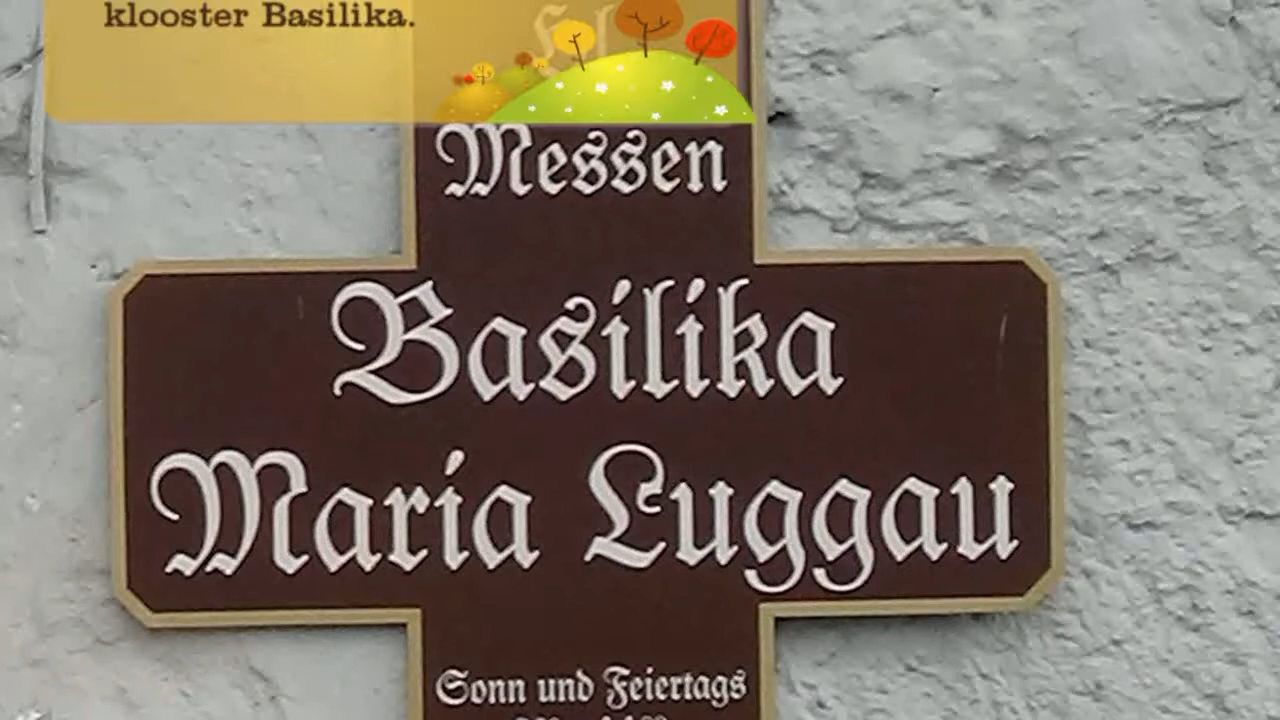 klooster Basilika.
Messen
Basilika
Maria Luggau
Sonn und Feiertags